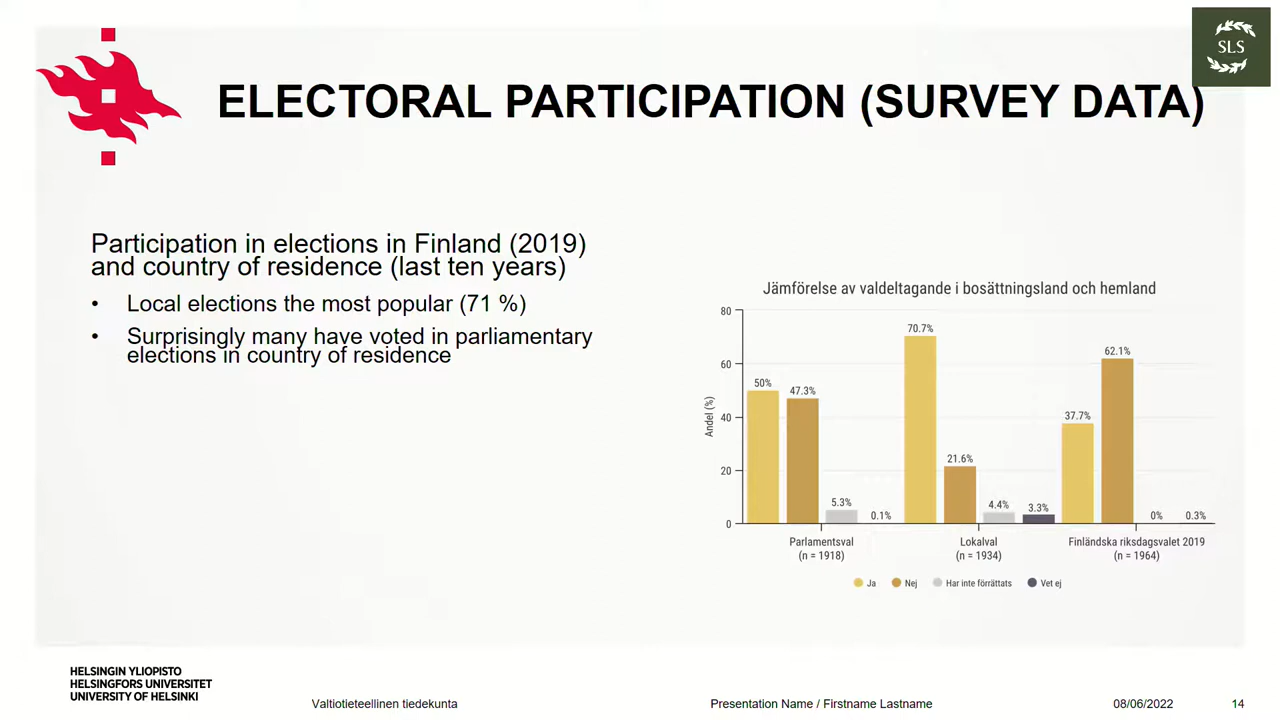 SLS
ELECTORAL PARTICIPATION (SURVEY DATA)
Participation in elections in Finland (2019)
and country of residence (last ten years)
• Local elections the most popular (71 %)
• Surprisingly many have voted in parliamentary
elections in country of residence
Jämförelse av valdeltagande i bosättningsland och hemland
Andel (%)
80
60
40
20
0
50%
47.3%
5.3%
0.1%
70.7%
21.6%
4.4%
3.3%
37.7%
62.1%
0%
0.3%
Parlamentsval
(n = 1918)
Lokalval
(n = 1934)
Finländska riksdagsvalet 2019
(n = 1964)
Ja Nej Har inte förrättats Vet ej
HELSINGIN YLIOPISTO
HELSINGFORS UNIVERSITET
UNIVERSITY OF HELSINKI
Valtiotieteellinen tiedekunta
Presentation Name / Firstname Lastname
08/06/2022
14